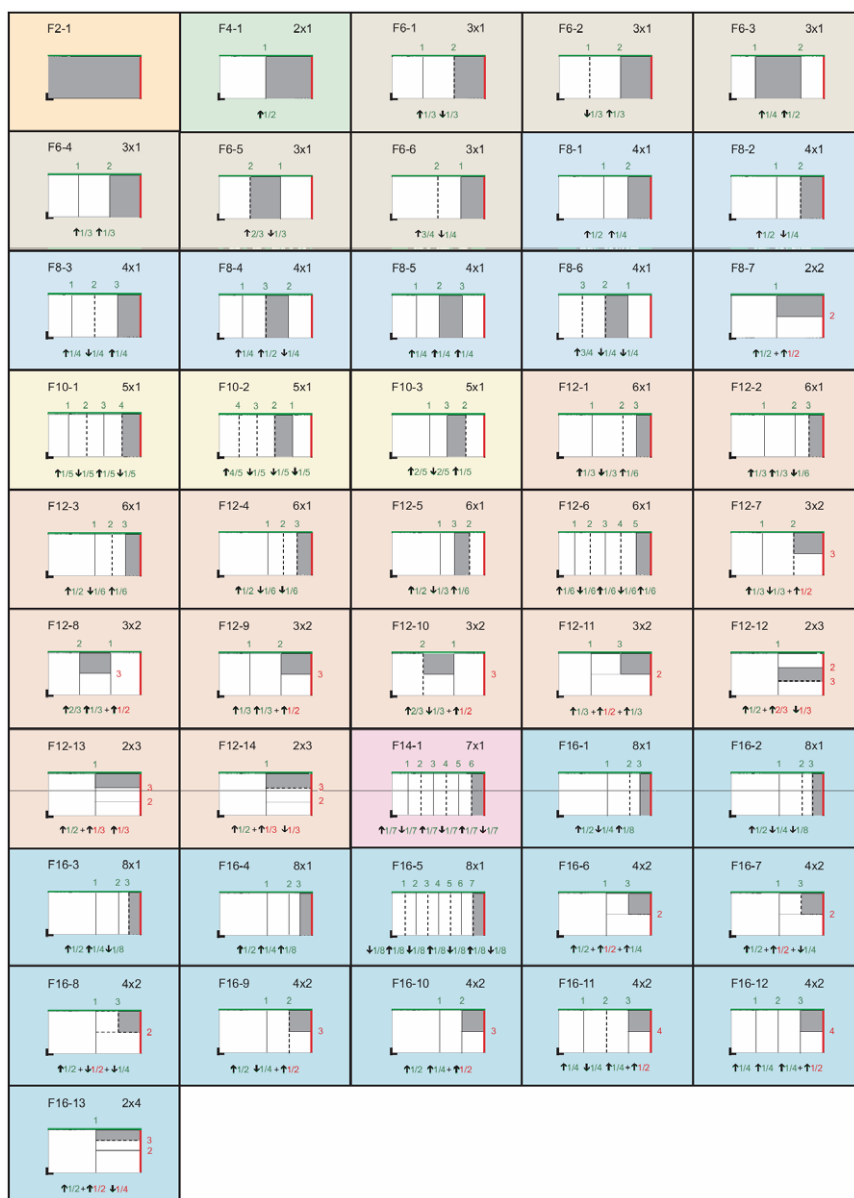 F2-1
F4-1 2x1
1
↑1/2
F6-1 3x1
1 2
↑1/3 ↓1/3
F6-2 3x1
1 2
↓1/3 ↑1/3
F6-3 3x1
1 2
↑1/4 ↑1/2
F6-4 3x1
1 2
↑1/3 ↑1/3
F6-5 3x1
2 1
↑2/3 ↓1/3
F6-6 3x1
2 1
↑3/4 ↓1/4
F8-1 4x1
1 2
↑1/2 ↑1/4
F8-2 4x1
1 2
↑1/2 ↓1/4
F8-3 4x1
1 2 3
↑1/4 ↓1/4 ↑1/4
F8-4 4x1
1 3 2
↑1/4 ↑1/2 ↓1/4
F8-5 4x1
1 2 3
↑1/4 ↑1/4 ↑1/4
F8-6 4x1
3 2 1
↑3/4 ↓1/4 ↓1/4
F8-7 2x2
1
2
↑1/2 + ↑1/2
F10-1 5x1
1 2 3 4
↑1/5 ↓1/5 ↑1/5 ↓1/5
F10-2 5x1
4 3 2 1
↑4/5 ↓1/5 ↓1/5 ↓1/5
F10-3 5x1
1 3 2
↑2/5 ↓2/5 ↑1/5
F12-1 6x1
1 2 3
↑1/3 ↓1/3 ↑1/6
F12-2 6x1
1 2 3
↑1/3 ↑1/3 ↓1/6
F12-3 6x1
1 2 3
↑1/2 ↓1/6 ↑1/6
F12-4 6x1
1 2 3
↑1/2 ↓1/6 ↓1/6
F12-5 6x1
1 3 2
↑1/2 ↓1/3 ↑1/6
F12-6 6x1
1 2 3 4 5
↑1/6 ↓1/6 ↑1/6 ↓1/6 ↑1/6
F12-7 3x2
1 2
3
↑1/3 ↓1/3 + ↑1/2
F12-8 3x2
2 1
3
↑2/3 ↑1/3 + ↑1/2
F12-9 3x2
1 2
3
↑1/3 ↑1/3 + ↑1/2
F12-10 3x2
2 1
3
↑2/3 ↓1/3 + ↑1/2
F12-11 3x2
1 3
2
↑1/3 + ↑1/2 + ↑1/3
F12-12 2x3
1
2
3
↑1/2 + ↑2/3 ↓1/3
F12-13 2x3
1
3
2
↑1/2 + ↑1/3 ↑1/3
F12-14 2x3
1
3
2
↑1/2 + ↑1/3 ↓1/3
F14-1 7x1
1 2 3 4 5 6
↑1/7 ↓1/7 ↑1/7 ↓1/7 ↑1/7 ↓1/7
F16-1 8x1
1 2 3
↑1/2 ↓1/4 ↑1/8
F16-2 8x1
1 2 3
↑1/2 ↓1/4 ↓1/8
F16-3 8x1
1 2 3
↑1/2 ↑1/4 ↓1/8
F16-4 8x1
1 2 3
↑1/2 ↑1/4 ↑1/8
F16-5 8x1
1 2 3 4 5 6 7
↓1/8 ↑1/8 ↓1/8 ↑1/8 ↓1/8 ↑1/8 ↓1/8
F16-6 4x2
1 3
2
↑1/2 + ↑1/2 + ↑1/4
F16-7 4x2
1 3
2
↑1/2 + ↑1/2 + ↓1/4
F16-8 4x2
1 3
2
↑1/2 + ↓1/2 + ↓1/4
F16-9 4x2
1 2
3
↑1/2 ↓1/4 + ↑1/2
F16-10 4x2
1 2
3
↑1/2 ↑1/4 + ↑1/2
F16-11 4x2
1 2 3
4
↑1/4 ↓1/4 ↑1/4 + ↑1/2
F16-12 4x2
1 2 3
4
↑1/4 ↑1/4 ↑1/4 + ↑1/2
F16-13 2x4
1
3
2
↑1/2 + ↑1/2 ↓1/4